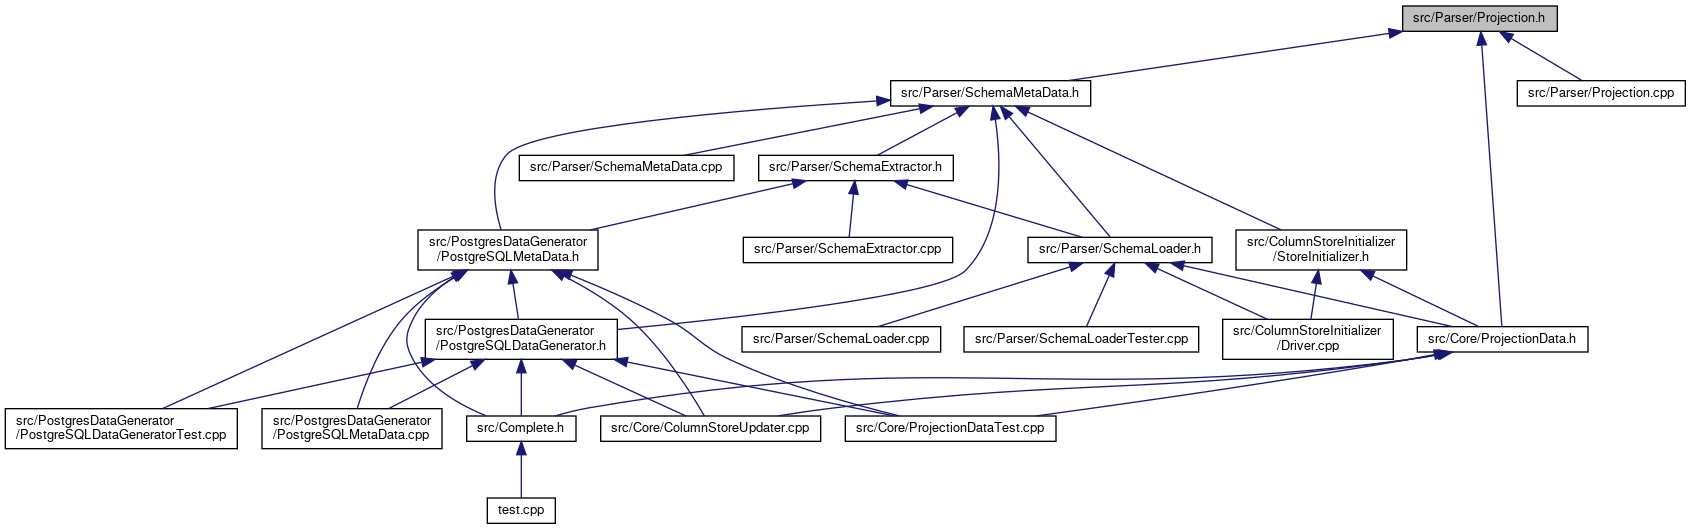 src/Parser/Projection.h
src/Parser/SchemaMetaData.h
src/Parser/Projection.cpp
src/Parser/SchemaMetaData.cpp
src/Parser/SchemaExtractor.h
src/PostgresDataGenerator
/PostgreSQLMetaData.h
src/Parser/SchemaExtractor.cpp
src/Parser/SchemaLoader.h
src/ColumnStoreInitializer
/StoreInitializer.h
src/PostgresDataGenerator
/PostgreSQLDataGenerator.h
src/Parser/SchemaLoader.cpp
src/Parser/SchemaLoaderTester.cpp
src/ColumnStoreInitializer
/Driver.cpp
src/Core/ProjectionData.h
src/PostgresDataGenerator
/PostgreSQLDataGeneratorTest.cpp
src/PostgresDataGenerator
/PostgreSQLMetaData.cpp
src/Complete.h
src/Core/ColumnStoreUpdater.cpp
src/Core/ProjectionDataTest.cpp
test.cpp